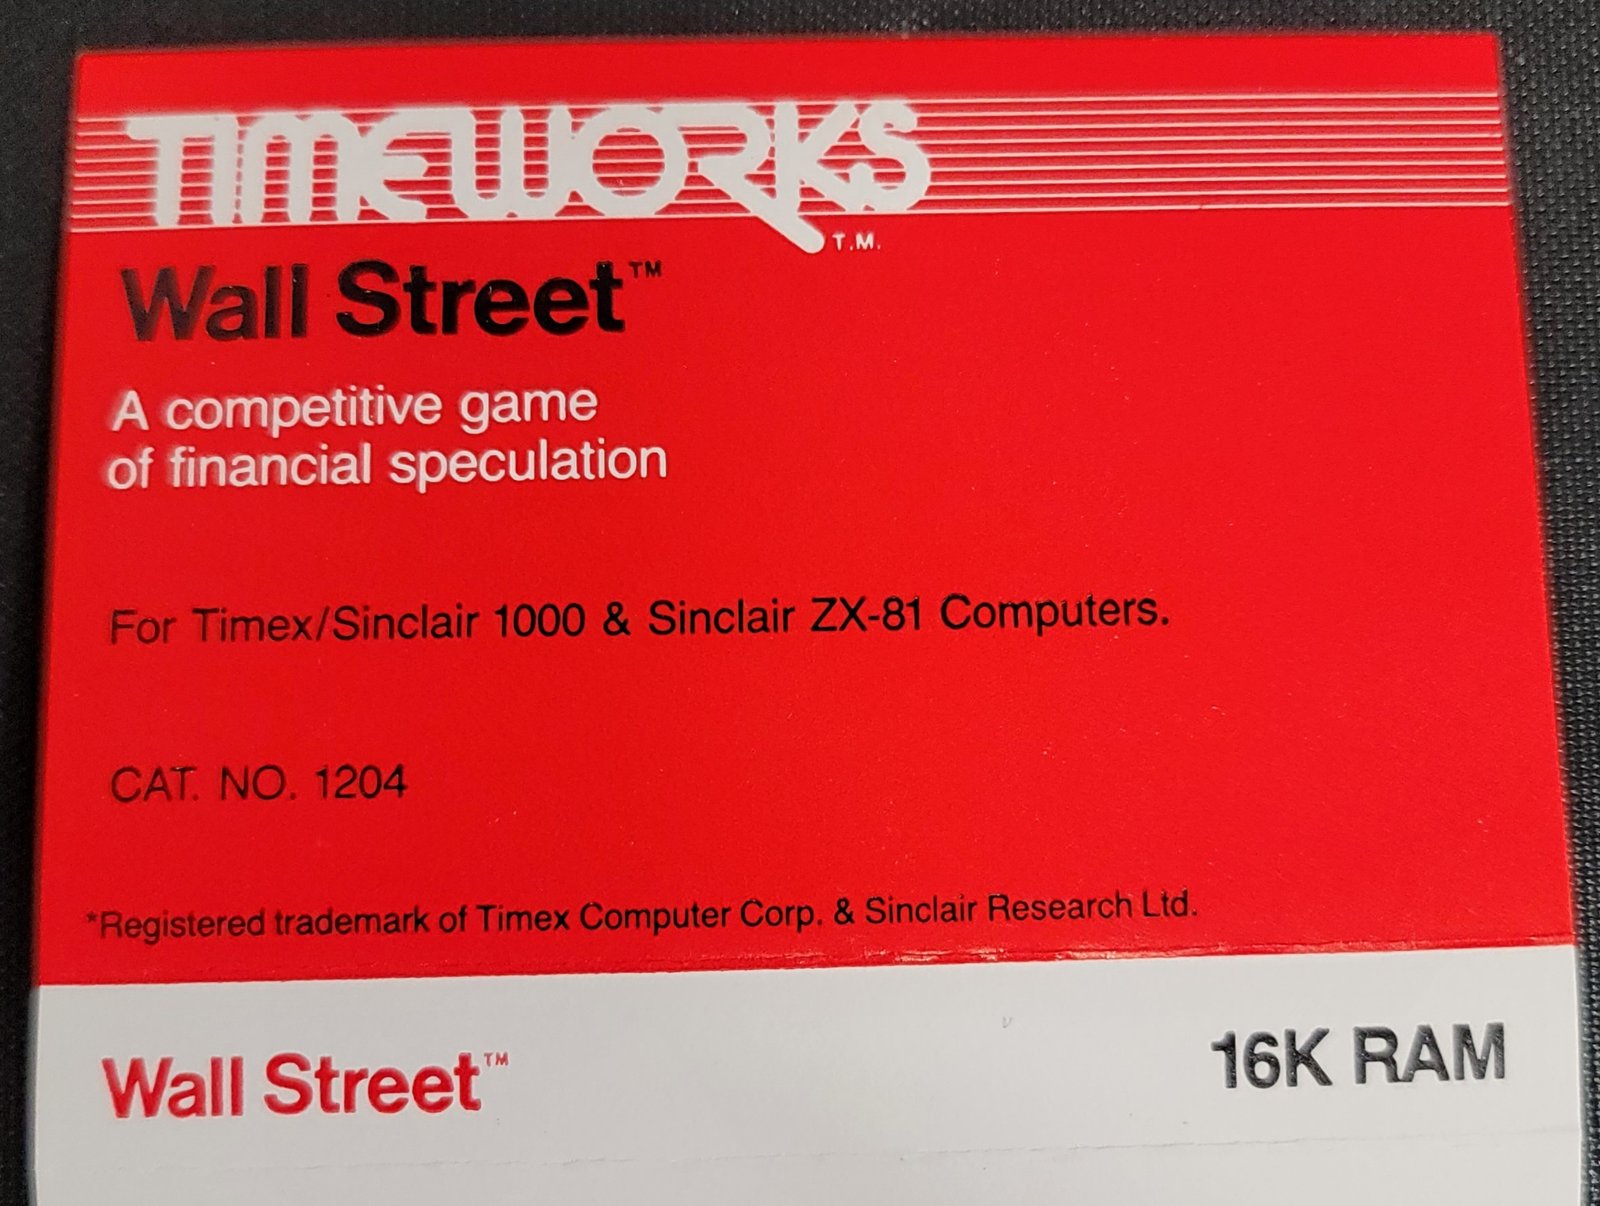 TIMEWORKS T.M.
Wall Street™
A competitive game
of financial speculation
For Timex/Sinclair 1000 & Sinclair ZX-81 Computers.
CAT. NO. 1204
*Registered trademark of Timex Computer Corp. & Sinclair Research Ltd.
Wall Street™ 16K RAM